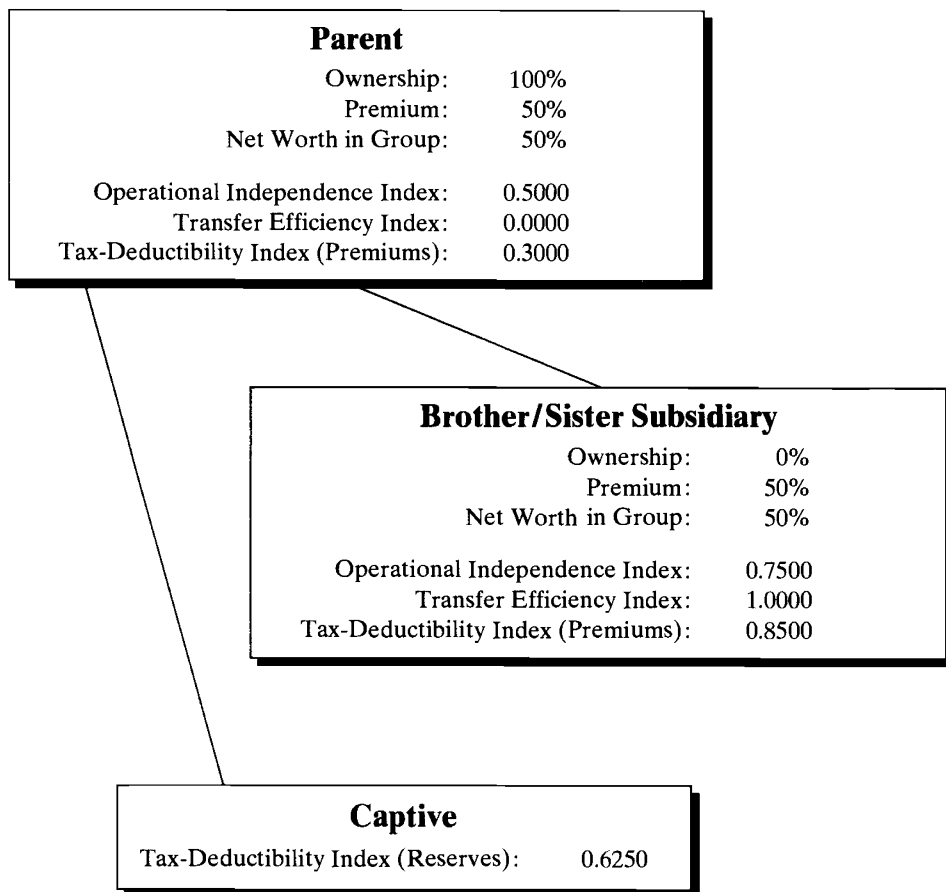 Parent
Ownership: 100%
Premium: 50%
Net Worth in Group: 50%
Operational Independence Index: 0.5000
Transfer Efficiency Index: 0.0000
Tax-Deductibility Index (Premiums): 0.3000
Brother/Sister Subsidiary
Ownership: 0%
Premium: 50%
Net Worth in Group: 50%
Operational Independence Index: 0.7500
Transfer Efficiency Index: 1.0000
Tax-Deductibility Index (Premiums): 0.8500
Captive
Tax-Deductibility Index (Reserves): 0.6250